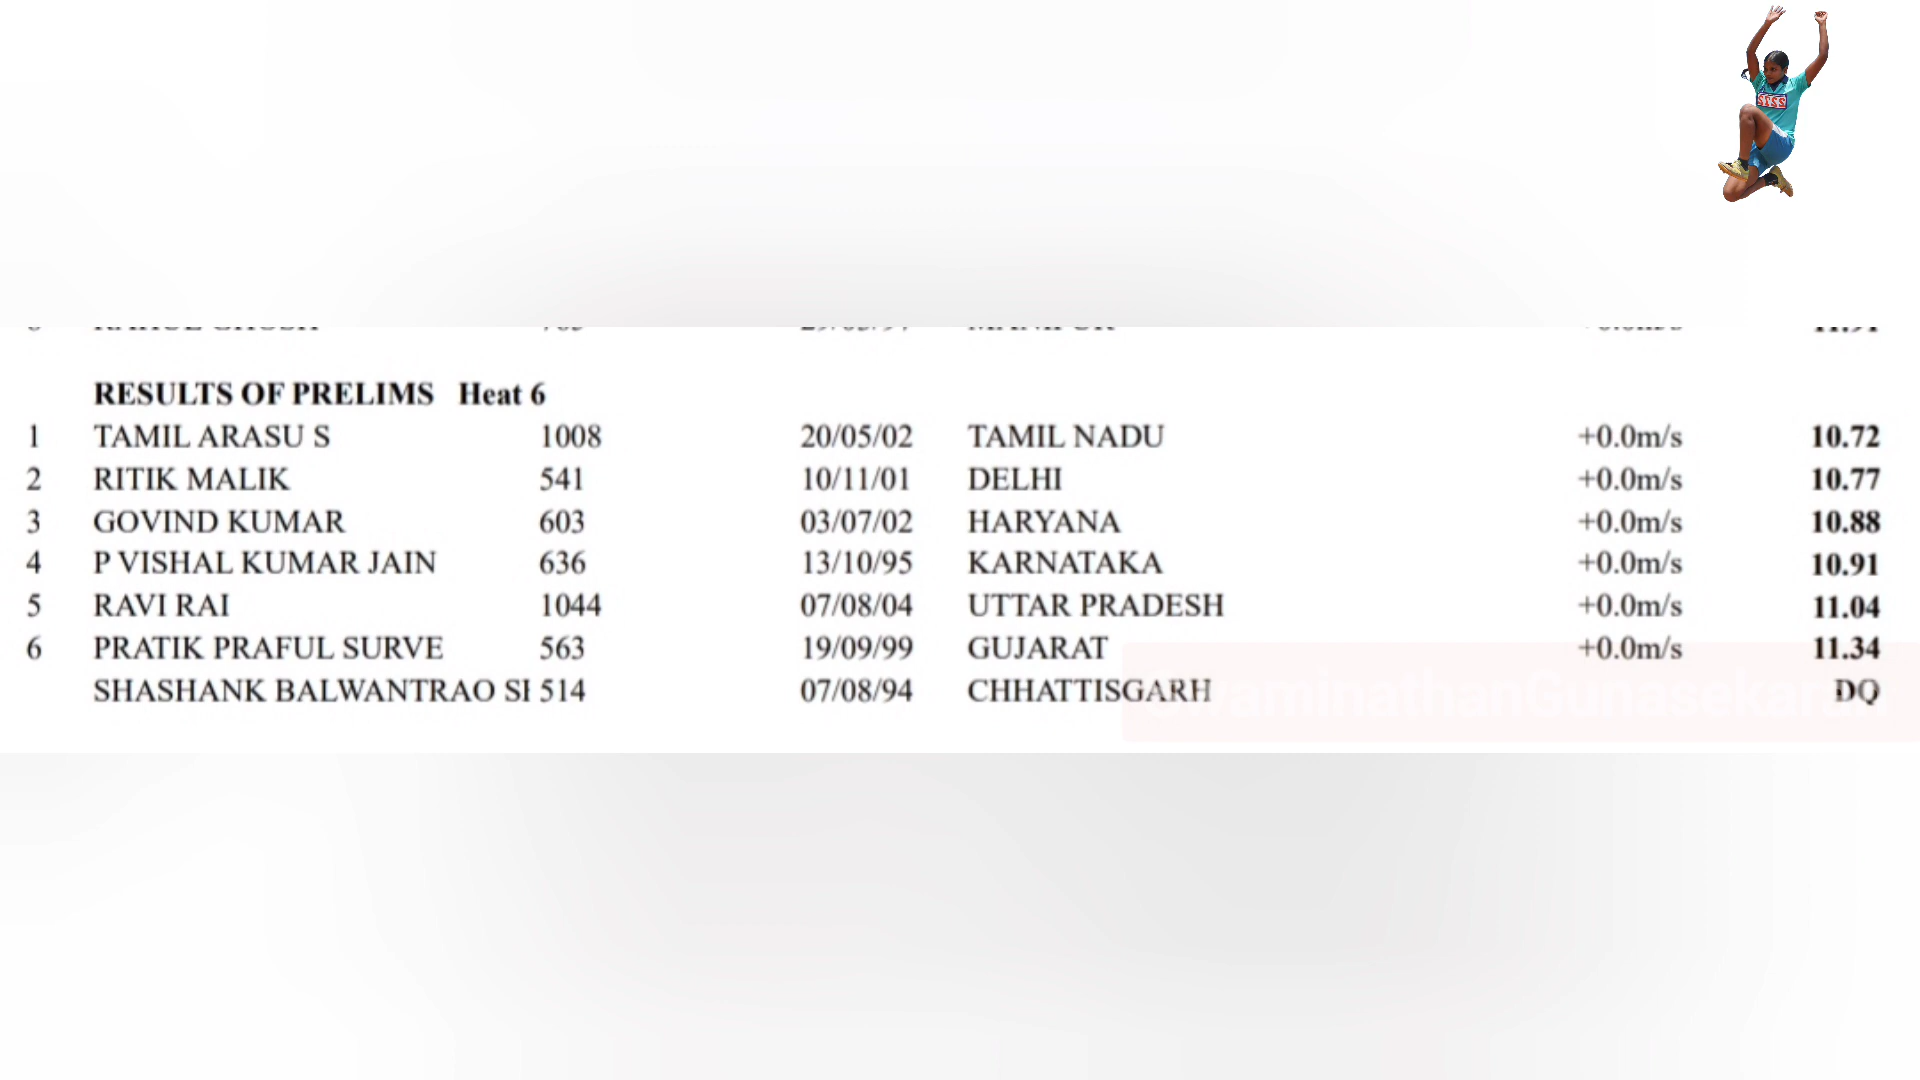 STSS
RESULTS OF PRELIMS Heat 6
1 TAMIL ARASU S 1008 20/05/02 TAMIL NADU +0.0m/s 10.72
2 RITIK MALIK 541 10/11/01 DELHI +0.0m/s 10.77
3 GOVIND KUMAR 603 03/07/02 HARYANA +0.0m/s 10.88
4 P VISHAL KUMAR JAIN 636 13/10/95 KARNATAKA +0.0m/s 10.91
5 RAVI RAI 1044 07/08/04 UTTAR PRADESH +0.0m/s 11.04
6 PRATIK PRAFUL SURVE 563 19/09/99 GUJARAT +0.0m/s 11.34
SHASHANK BALWANTRAO SI 514 07/08/94 CHHATTISGARH DQ
SwaminathanGunasekaran